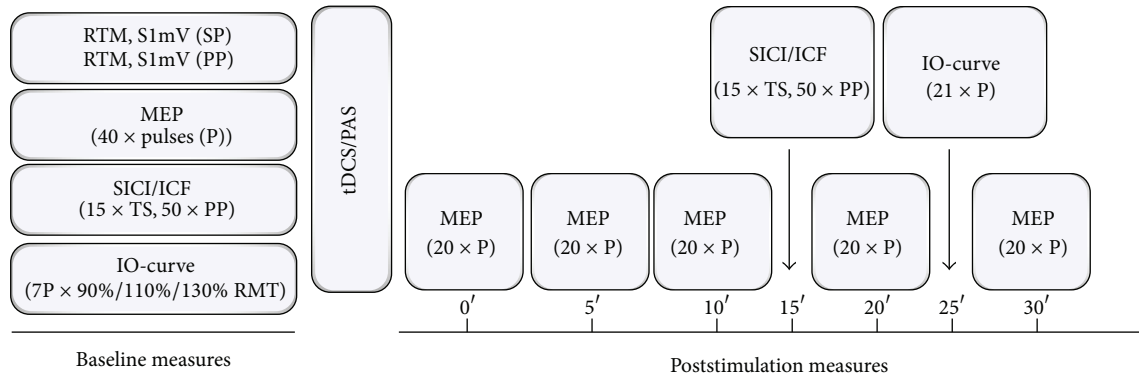 RTM, S1mV (SP)
RTM, S1mV (PP)
MEP
(40 × pulses (P))
SICI/ICF
(15 × TS, 50 × PP)
IO-curve
(7P × 90%/110%/130% RMT)
Baseline measures
tDCS/PAS
SICI/ICF
(15 × TS, 50 × PP)
IO-curve
(21 × P)
MEP
(20 × P)
MEP
(20 × P)
MEP
(20 × P)
MEP
(20 × P)
MEP
(20 × P)
0′ 5′ 10′ 15′ 20′ 25′ 30′
Poststimulation measures